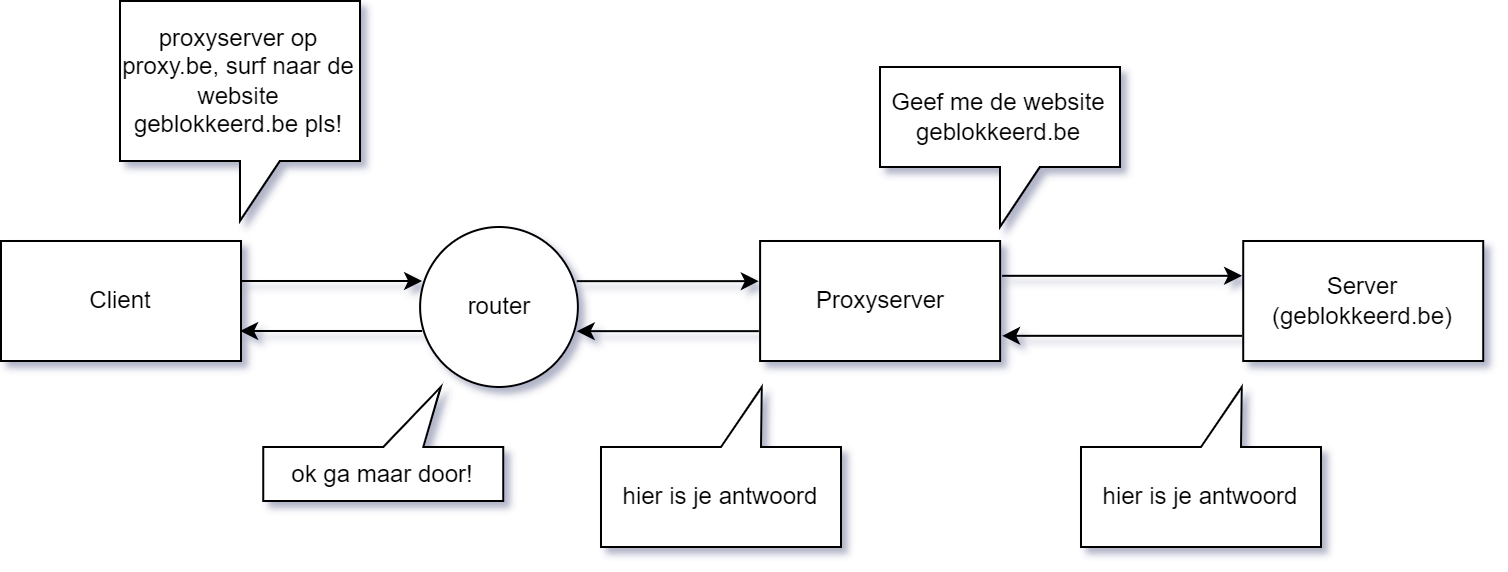 proxyserver op
proxy.be, surf naar de
website
geblokkeerd.be pls!
Geef me de website
geblokkeerd.be
Client
router
Proxyserver
Server
(geblokkeerd.be)
ok ga maar door!
hier is je antwoord
hier is je antwoord